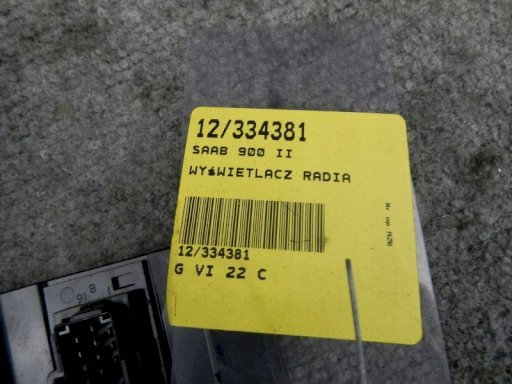 12/334381
SAAB 900 II
WYśWIETLACZ RADIA
12/334381
G VI 22 C